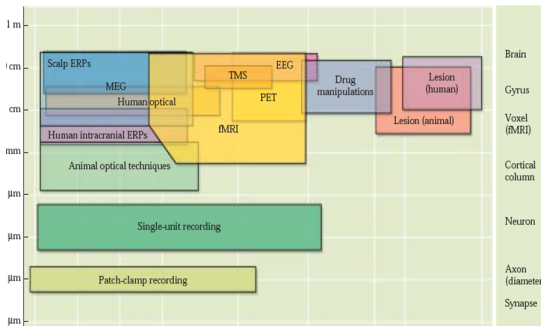 1 m
cm
cm
mm
µm
µm
µm
µm
Scalp ERPs
MEG
Human optical
Human intracranial ERPs
Animal optical techniques
EEG
TMS
PET
fMRI
Drug
manipulations
Lesion
(human)
Lesion (animal)
Single-unit recording
Patch-clamp recording
Brain
Gyrus
Voxel
(fMRI)
Cortical
column
Neuron
Axon
(diameter
Synapse